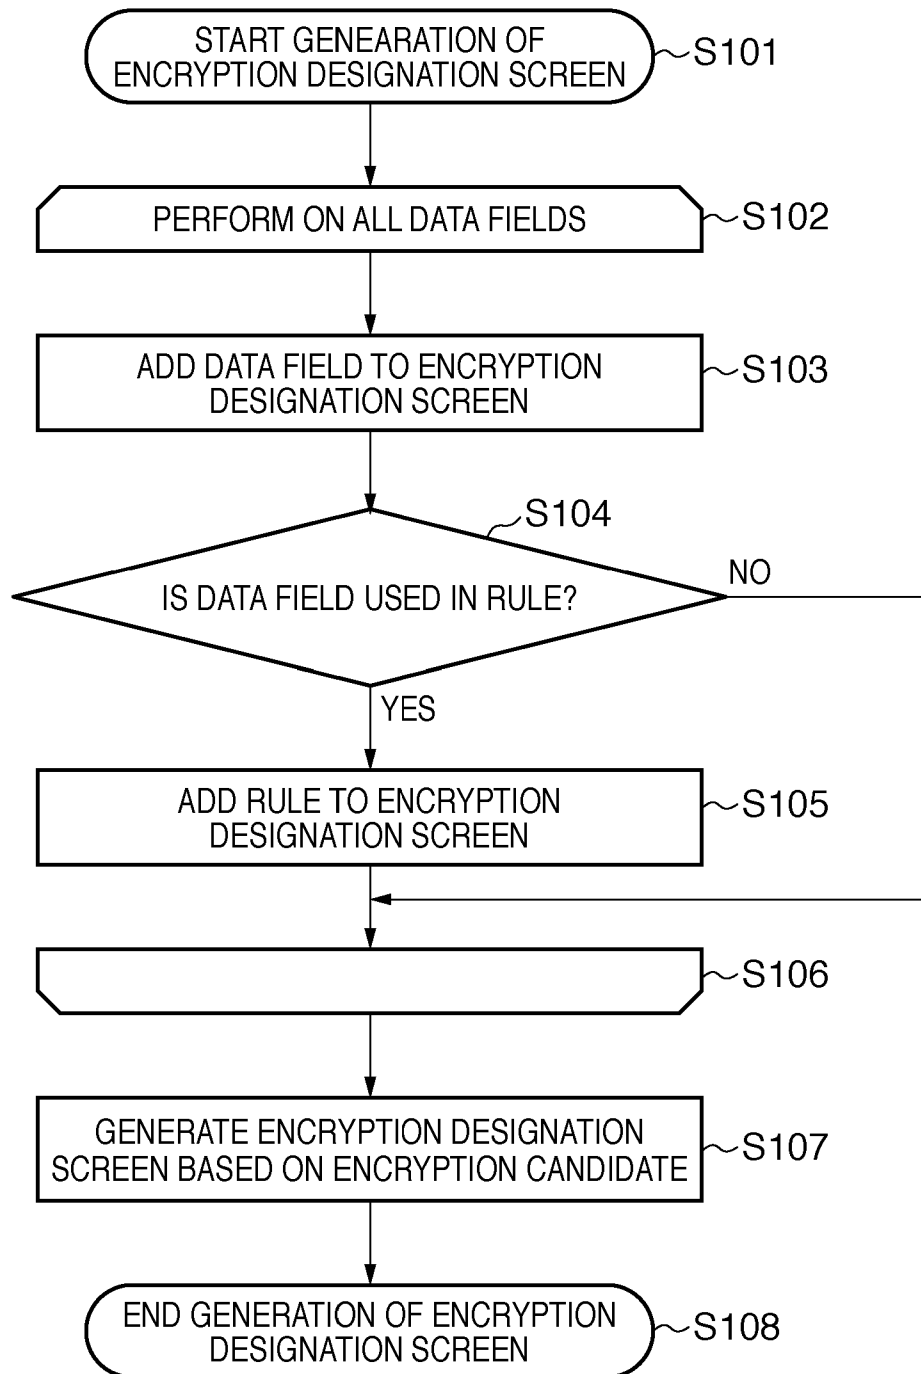 START GENEARATION OF
ENCRYPTION DESIGNATION SCREEN
S101
PERFORM ON ALL DATA FIELDS
S102
ADD DATA FIELD TO ENCRYPTION
DESIGNATION SCREEN
S103
S104
IS DATA FIELD USED IN RULE?
NO
YES
ADD RULE TO ENCRYPTION
DESIGNATION SCREEN
S105
S106
GENERATE ENCRYPTION DESIGNATION
SCREEN BASED ON ENCRYPTION CANDIDATE
S107
END GENERATION OF ENCRYPTION
DESIGNATION SCREEN
S108